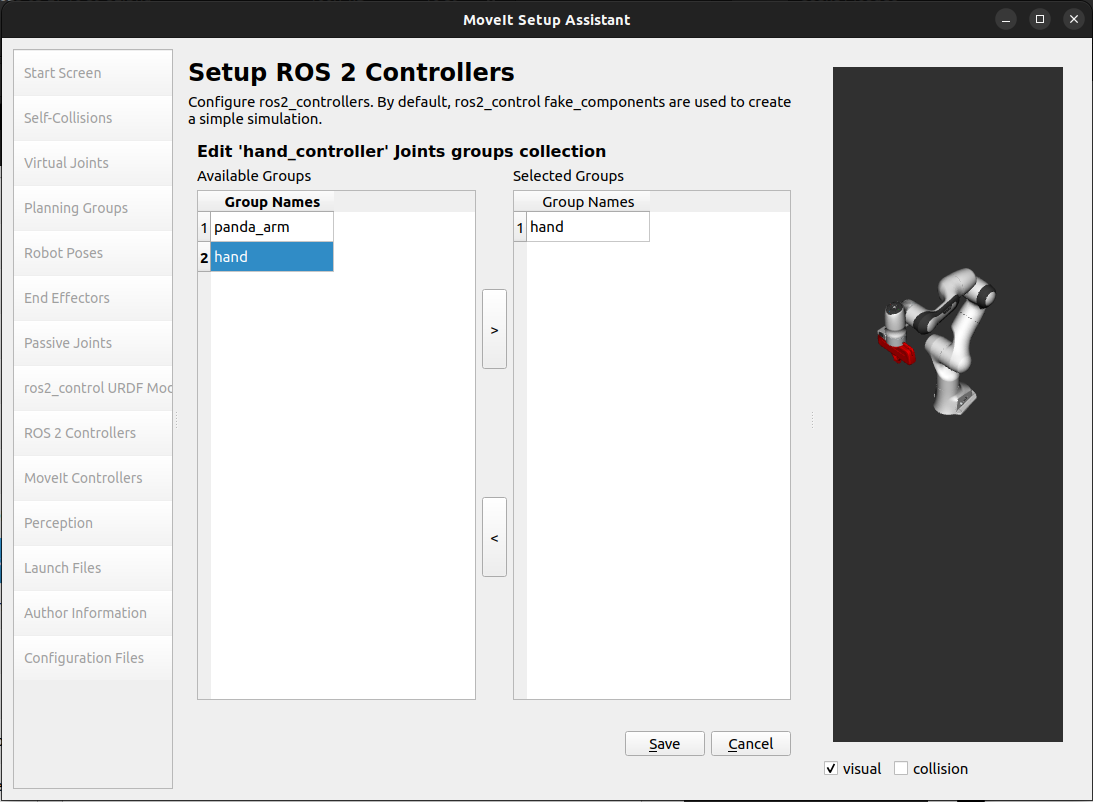 MoveIt Setup Assistant
Start Screen
Self-Collisions
Virtual Joints
Planning Groups
Robot Poses
End Effectors
Passive Joints
ros2_control URDF Moc
ROS 2 Controllers
MoveIt Controllers
Perception
Launch Files
Author Information
Configuration Files
Setup ROS 2 Controllers
Configure ros2_controllers. By default, ros2_control fake_components are used to create
a simple simulation.
Edit 'hand_controller' Joints groups collection
Available Groups
Group Names
1 panda_arm
2 hand
>
<
Selected Groups
Group Names
1 hand
Save
Cancel
visual
collision